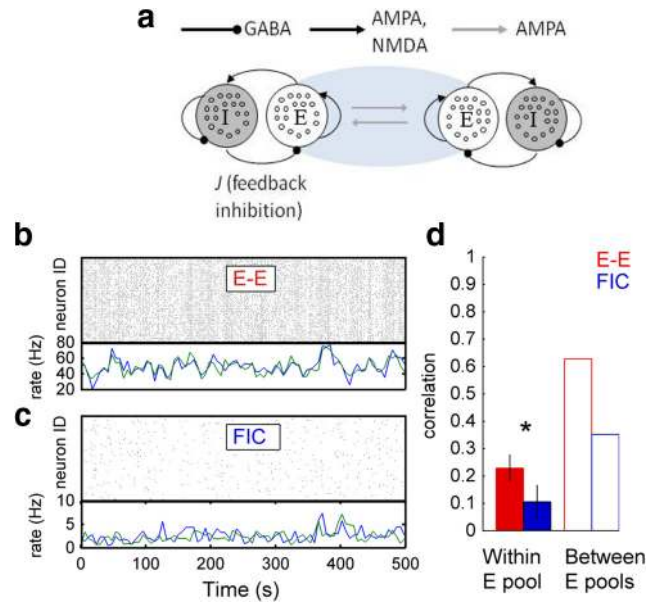 a
GABA
AMPA,
NMDA
AMPA
I
E
E
I
J (feedback
inhibition)
b
neuron ID
E-E
rate (Hz)
80
60
40
20
c
neuron ID
FIC
rate (Hz)
10
5
0
0 100 200 300 400 500
Time (s)
d
E-E
FIC
correlation
1
0.9
0.8
0.7
0.6
0.5
0.4
0.3
0.2
0.1
0
*
Within
E pool
Between
E pools